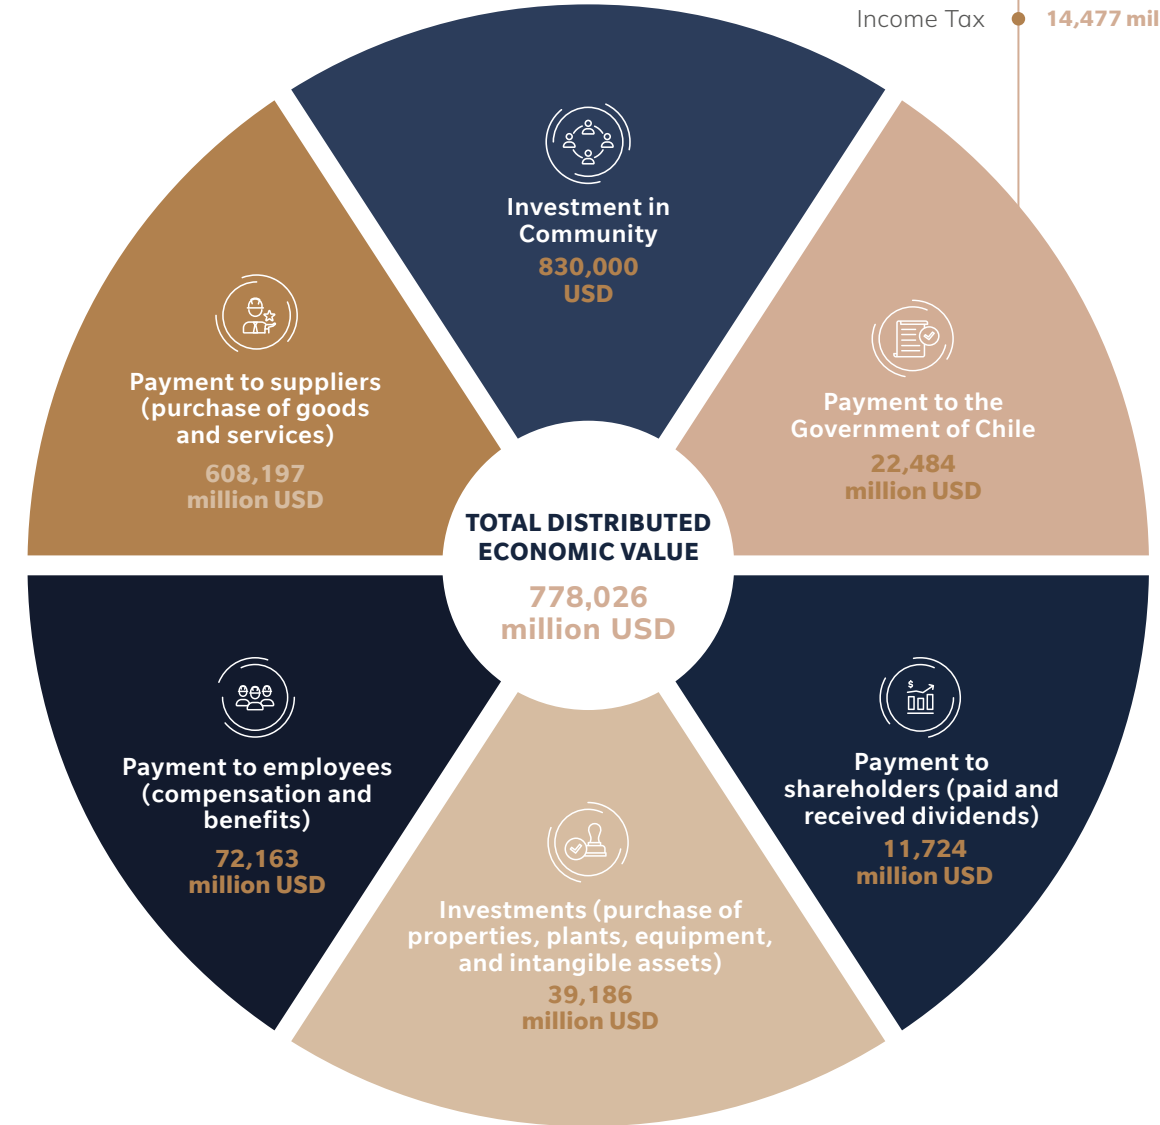 Income Tax 14,477 mil
Investment in
Community
830,000
USD
Payment to suppliers
(purchase of goods
and services)
608,197
million USD
Payment to the
Government of Chile
22,484
million USD
TOTAL DISTRIBUTED
ECONOMIC VALUE
778,026
million USD
Payment to employees
(compensation and
benefits)
72,163
million USD
Payment to
shareholders (paid and
received dividends)
11,724
million USD
Investments (purchase of
properties, plants, equipment,
and intangible assets)
39,186
million USD